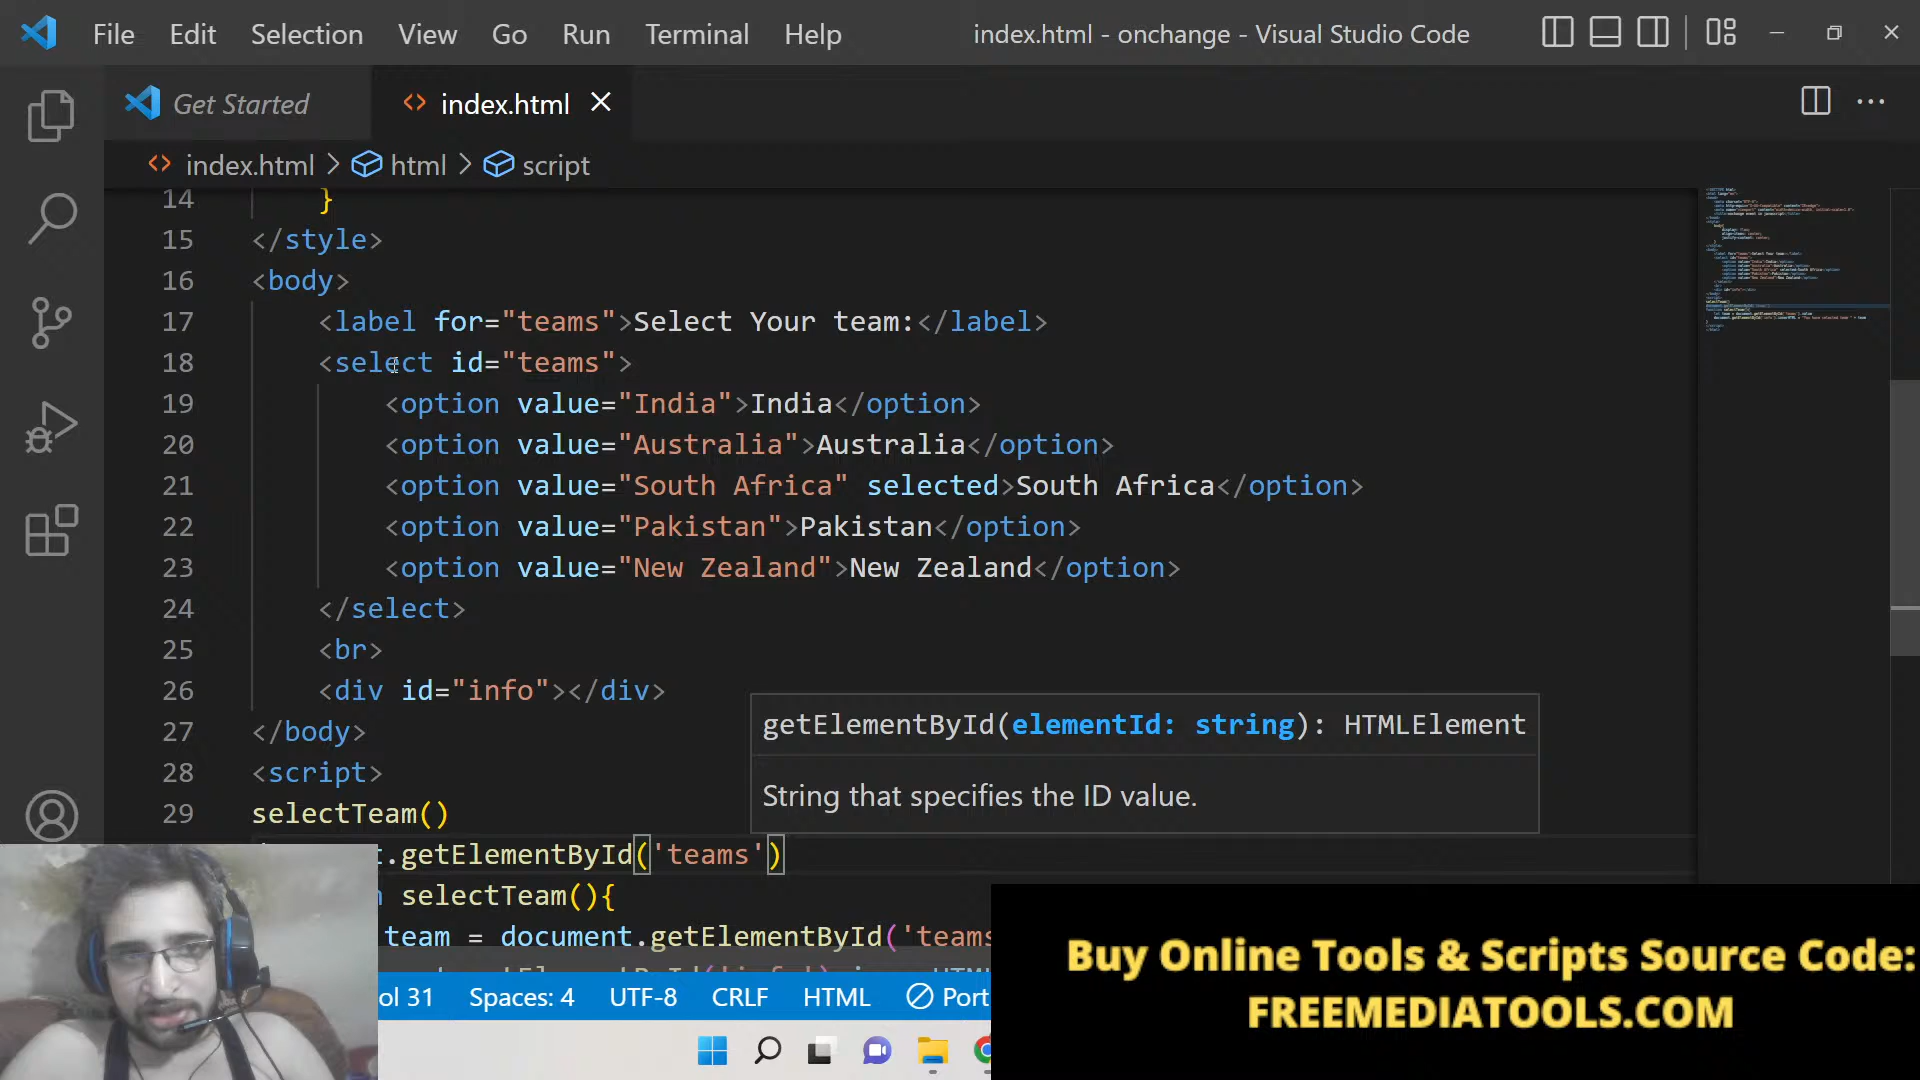 File Edit Selection View Go Run Terminal Help index.html - onchange - Visual Studio Code
Get Started index.html
index.html > html > script
14 }
15 </style>
16 <body>
17 <label for="teams">Select Your team:</label>
18 <select id="teams">
19 <option value="India">India</option>
20 <option value="Australia">Australia</option>
21 <option value="South Africa" selected>South Africa</option>
22 <option value="Pakistan">Pakistan</option>
23 <option value="New Zealand">New Zealand</option>
24 </select>
25 <br>
26 <div id="info"></div>
getElementById(elementId: string): HTMLElement
27 </body>
28 <script>
String that specifies the ID value.
29 selectTeam()
t.getElementById('teams')
selectTeam(){
team = document.getElementById('teams
ol 31 Spaces: 4 UTF-8 CRLF HTML Port
Buy Online Tools & Scripts Source Code:
FREEMEDIATOOLS.COM